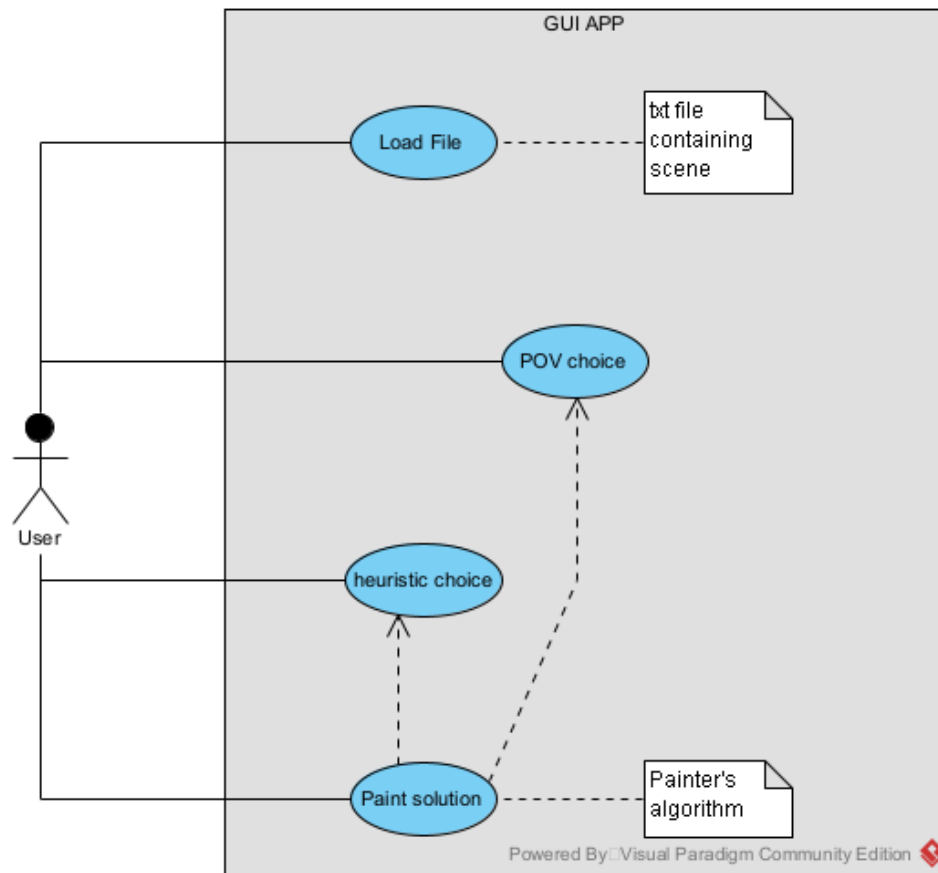 GUI APP
Load File
txt file
containing
scene
POV choice
User
heuristic choice
Paint solution
Painter's
algorithm
Powered By□Visual Paradigm Community Edition